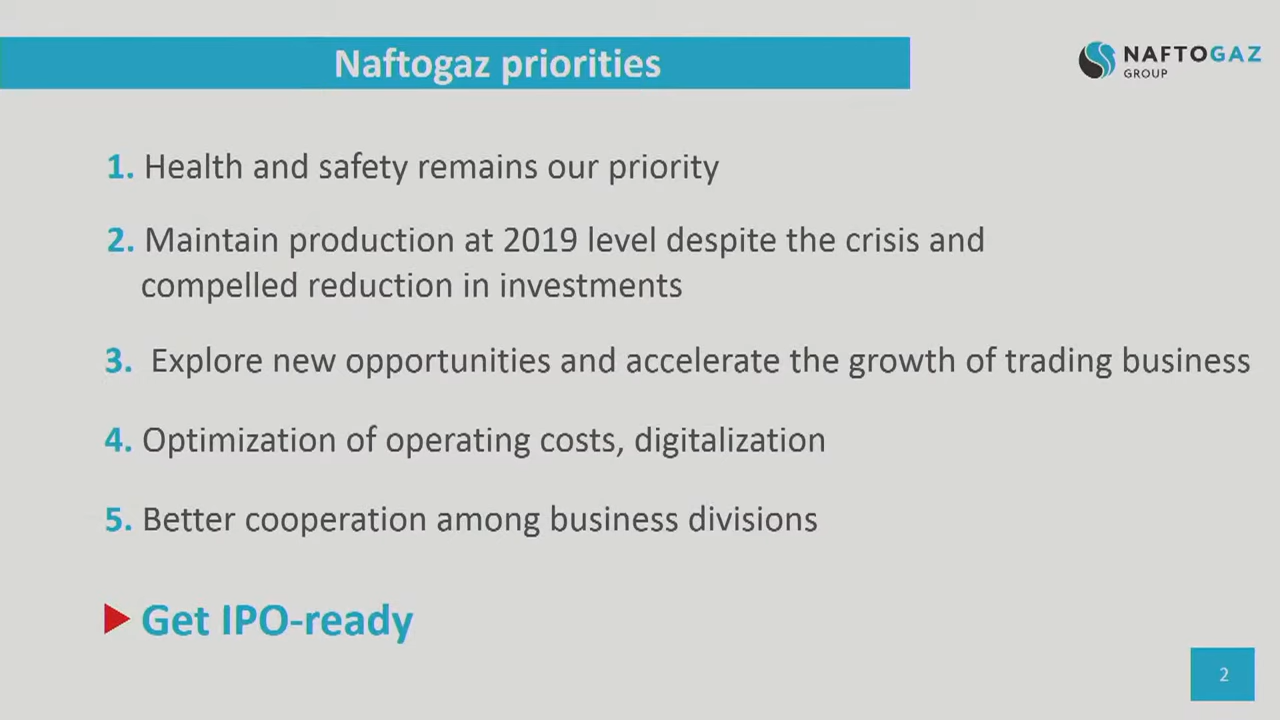 Naftogaz priorities
NAFTOGAZ
GROUP
1. Health and safety remains our priority
2. Maintain production at 2019 level despite the crisis and
compelled reduction in investments
3. Explore new opportunities and accelerate the growth of trading business
4. Optimization of operating costs, digitalization
5. Better cooperation among business divisions
Get IPO-ready
2